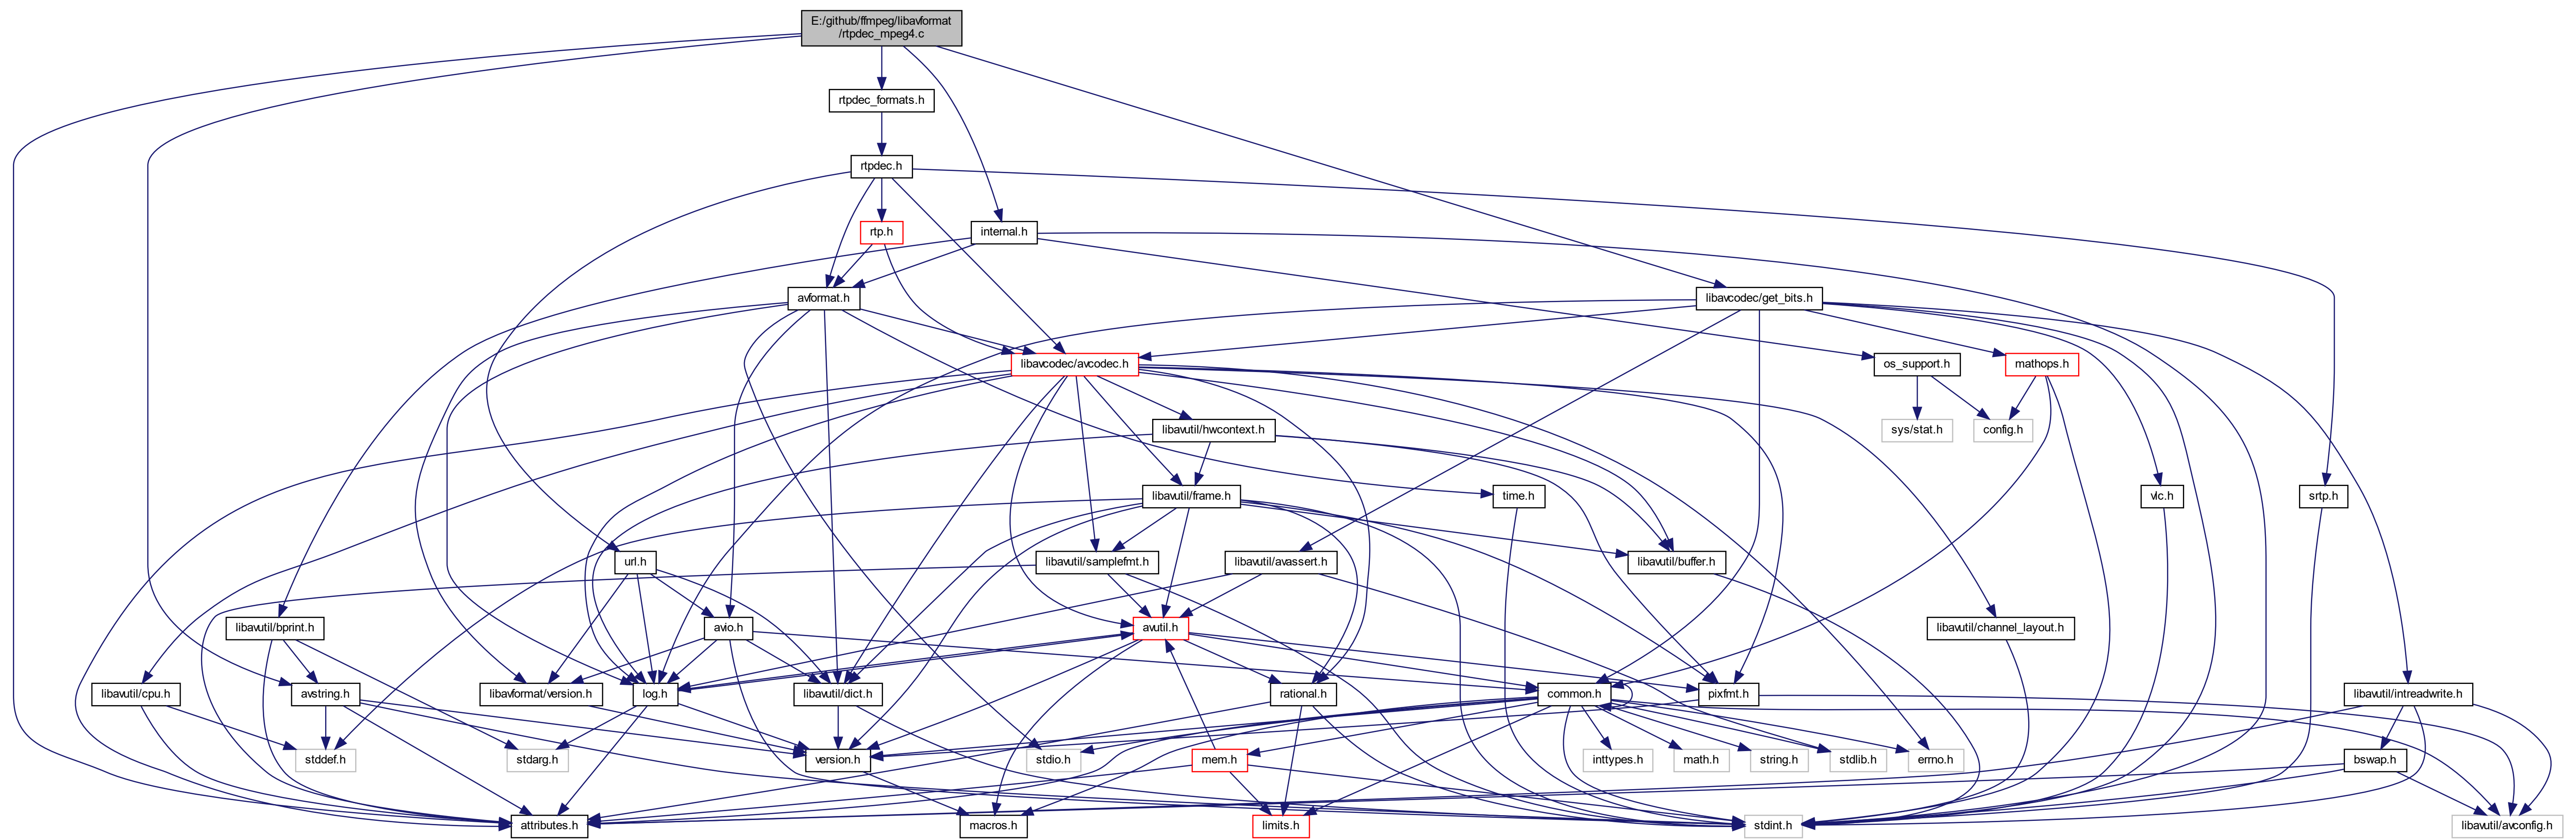 E:/github/ffmpeg/libavformat
/rtpdec_mpeg4.c
rtpdec_formats.h
rtpdec.h
rtp.h
internal.h
avformat.h
libavcodec/get_bits.h
libavcodec/avcodec.h
os_support.h
mathops.h
libavutil/hwcontext.h
sys/stat.h
config.h
libavutil/frame.h
time.h
vlc.h
srtp.h
url.h
libavutil/samplefmt.h
libavutil/avassert.h
libavutil/buffer.h
libavutil/bprint.h
avio.h
avutil.h
libavutil/channel_layout.h
libavutil/cpu.h
avstring.h
libavformat/version.h
log.h
libavutil/dict.h
rational.h
common.h
pixfmt.h
libavutil/intreadwrite.h
stddef.h
stdarg.h
version.h
stdio.h
mem.h
inttypes.h
math.h
string.h
stdlib.h
errno.h
bswap.h
attributes.h
macros.h
limits.h
stdint.h
libavutil/avconfig.h